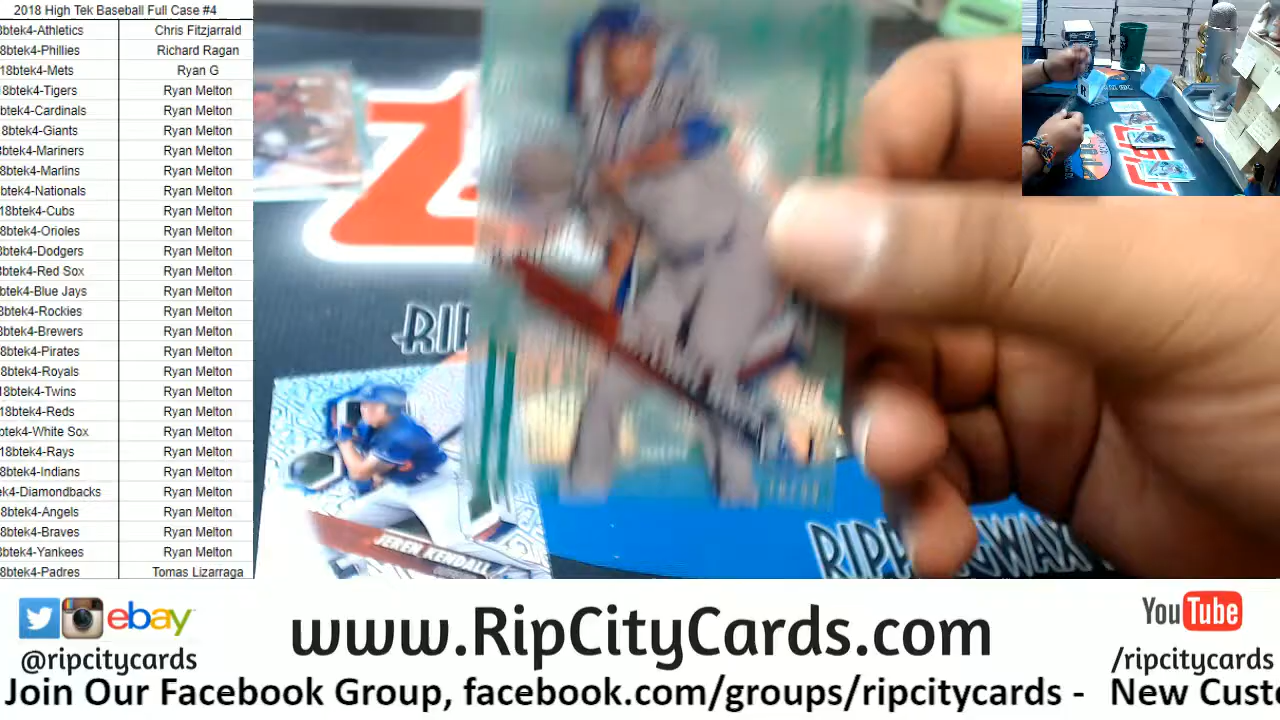 2018 High Tek Baseball Full Case #4
8btek4-Athletics Chris Fitzjarrald
8btek4-Phillies Richard Ragan
18btek4-Mets Ryan G
18btek4-Tigers Ryan Melton
btek4-Cardinals Ryan Melton
8btek4-Giants Ryan Melton
8btek4-Mariners Ryan Melton
8btek4-Marlins Ryan Melton
btek4-Nationals Ryan Melton
18btek4-Cubs Ryan Melton
8btek4-Orioles Ryan Melton
8btek4-Dodgers Ryan Melton
8btek4-Red Sox Ryan Melton
btek4-Blue Jays Ryan Melton
8btek4-Rockies Ryan Melton
8btek4-Brewers Ryan Melton
8btek4-Pirates Ryan Melton
8btek4-Royals Ryan Melton
18btek4-Twins Ryan Melton
18btek4-Reds Ryan Melton
btek4-White Sox Ryan Melton
18btek4-Rays Ryan Melton
8btek4-Indians Ryan Melton
ek4-Diamondbacks Ryan Melton
8btek4-Angels Ryan Melton
8btek4-Braves Ryan Melton
8btek4-Yankees Ryan Melton
8btek4-Padres Tomas Lizarraga
RIP
JEREN KENDALL
ebay
@ripcitycards
www.RipCityCards.com
YouTube
/ripcitycards
Join Our Facebook Group, facebook.com/groups/ripcitycards - New Custo